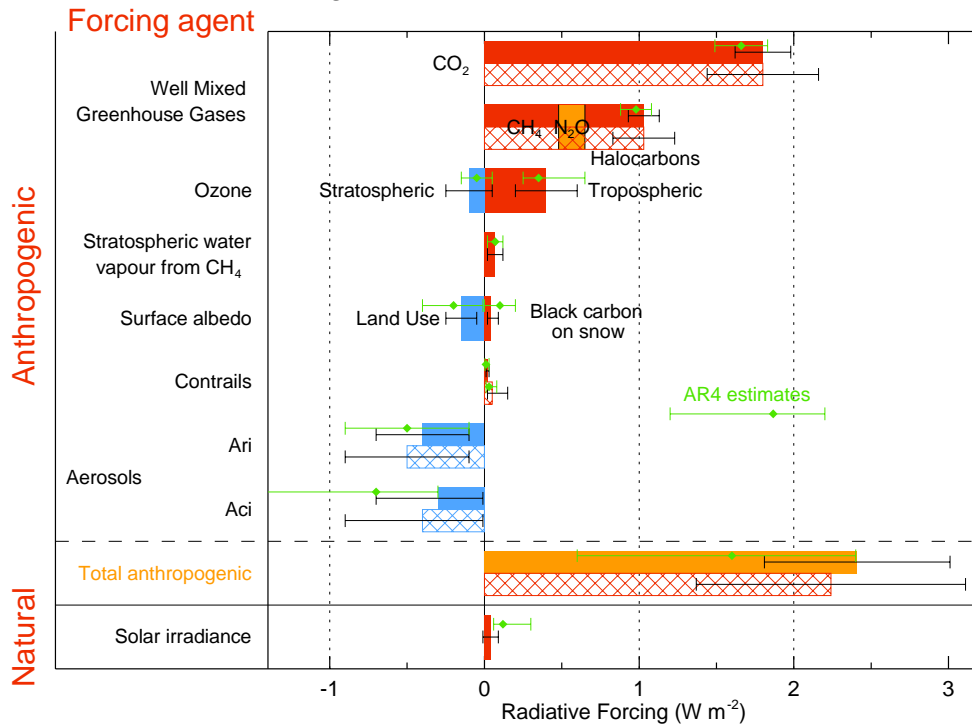 Forcing agent
CO2
Well Mixed
Greenhouse Gases
CH4 N2O
Halocarbons
Ozone
Stratospheric
Tropospheric
Stratospheric water
vapour from CH4
Surface albedo
Land Use
Black carbon
on snow
Contrails
AR4 estimates
Ari
Aerosols
Aci
Total anthropogenic
Solar irradiance
Anthropogenic
Natural
-1 0 1 2 3
Radiative Forcing (W m-2)